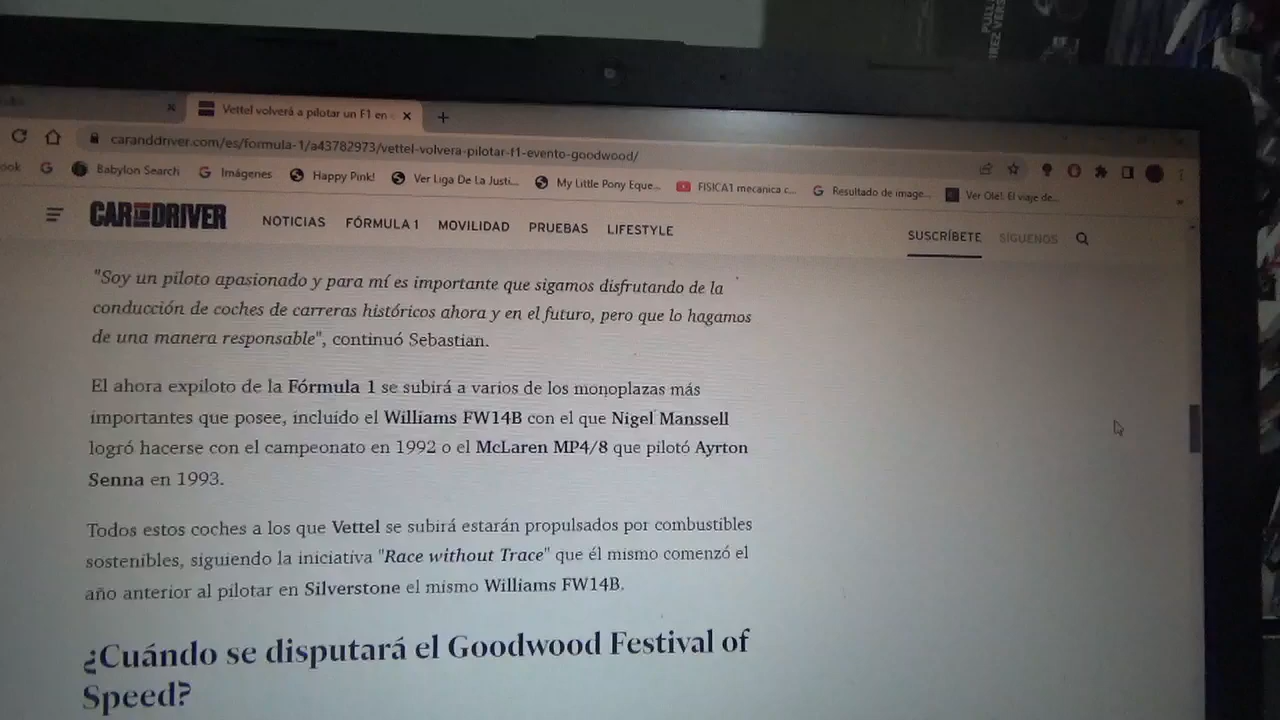 PULL
REZ VERS
Vettel volverá a pilotar un F1 en
caranddriver.com/es/formula-1/a43782973/vettel-volvera-pilotar-f1-evento-goodwood/
ook
Babylon Search
Imágenes
Happy Pink!
Ver Liga De La Justi...
My Little Pony Eque...
FISICA1 mecanica c...
Resultado de image...
Ver Ole!. El viaje de...
CAR AND DRIVER
NOTICIAS FÓRMULA 1 MOVILIDAD PRUEBAS LIFESTYLE
SUSCRÍBETE SÍGUENOS
"Soy un piloto apasionado y para mí es importante que sigamos disfrutando de la
conducción de coches de carreras históricos ahora y en el futuro, pero que lo hagamos
de una manera responsable", continuó Sebastian.
El ahora expiloto de la Fórmula 1 se subirá a varios de los monoplazas más
importantes que posee, incluido el Williams FW14B con el que Nigel Manssell
logró hacerse con el campeonato en 1992 o el McLaren MP4/8 que pilotó Ayrton
Senna en 1993.
Todos estos coches a los que Vettel se subirá estarán propulsados por combustibles
sostenibles, siguiendo la iniciativa "Race without Trace" que él mismo comenzó el
año anterior al pilotar en Silverstone el mismo Williams FW14B.
¿Cuándo se disputará el Goodwood Festival of
Speed?